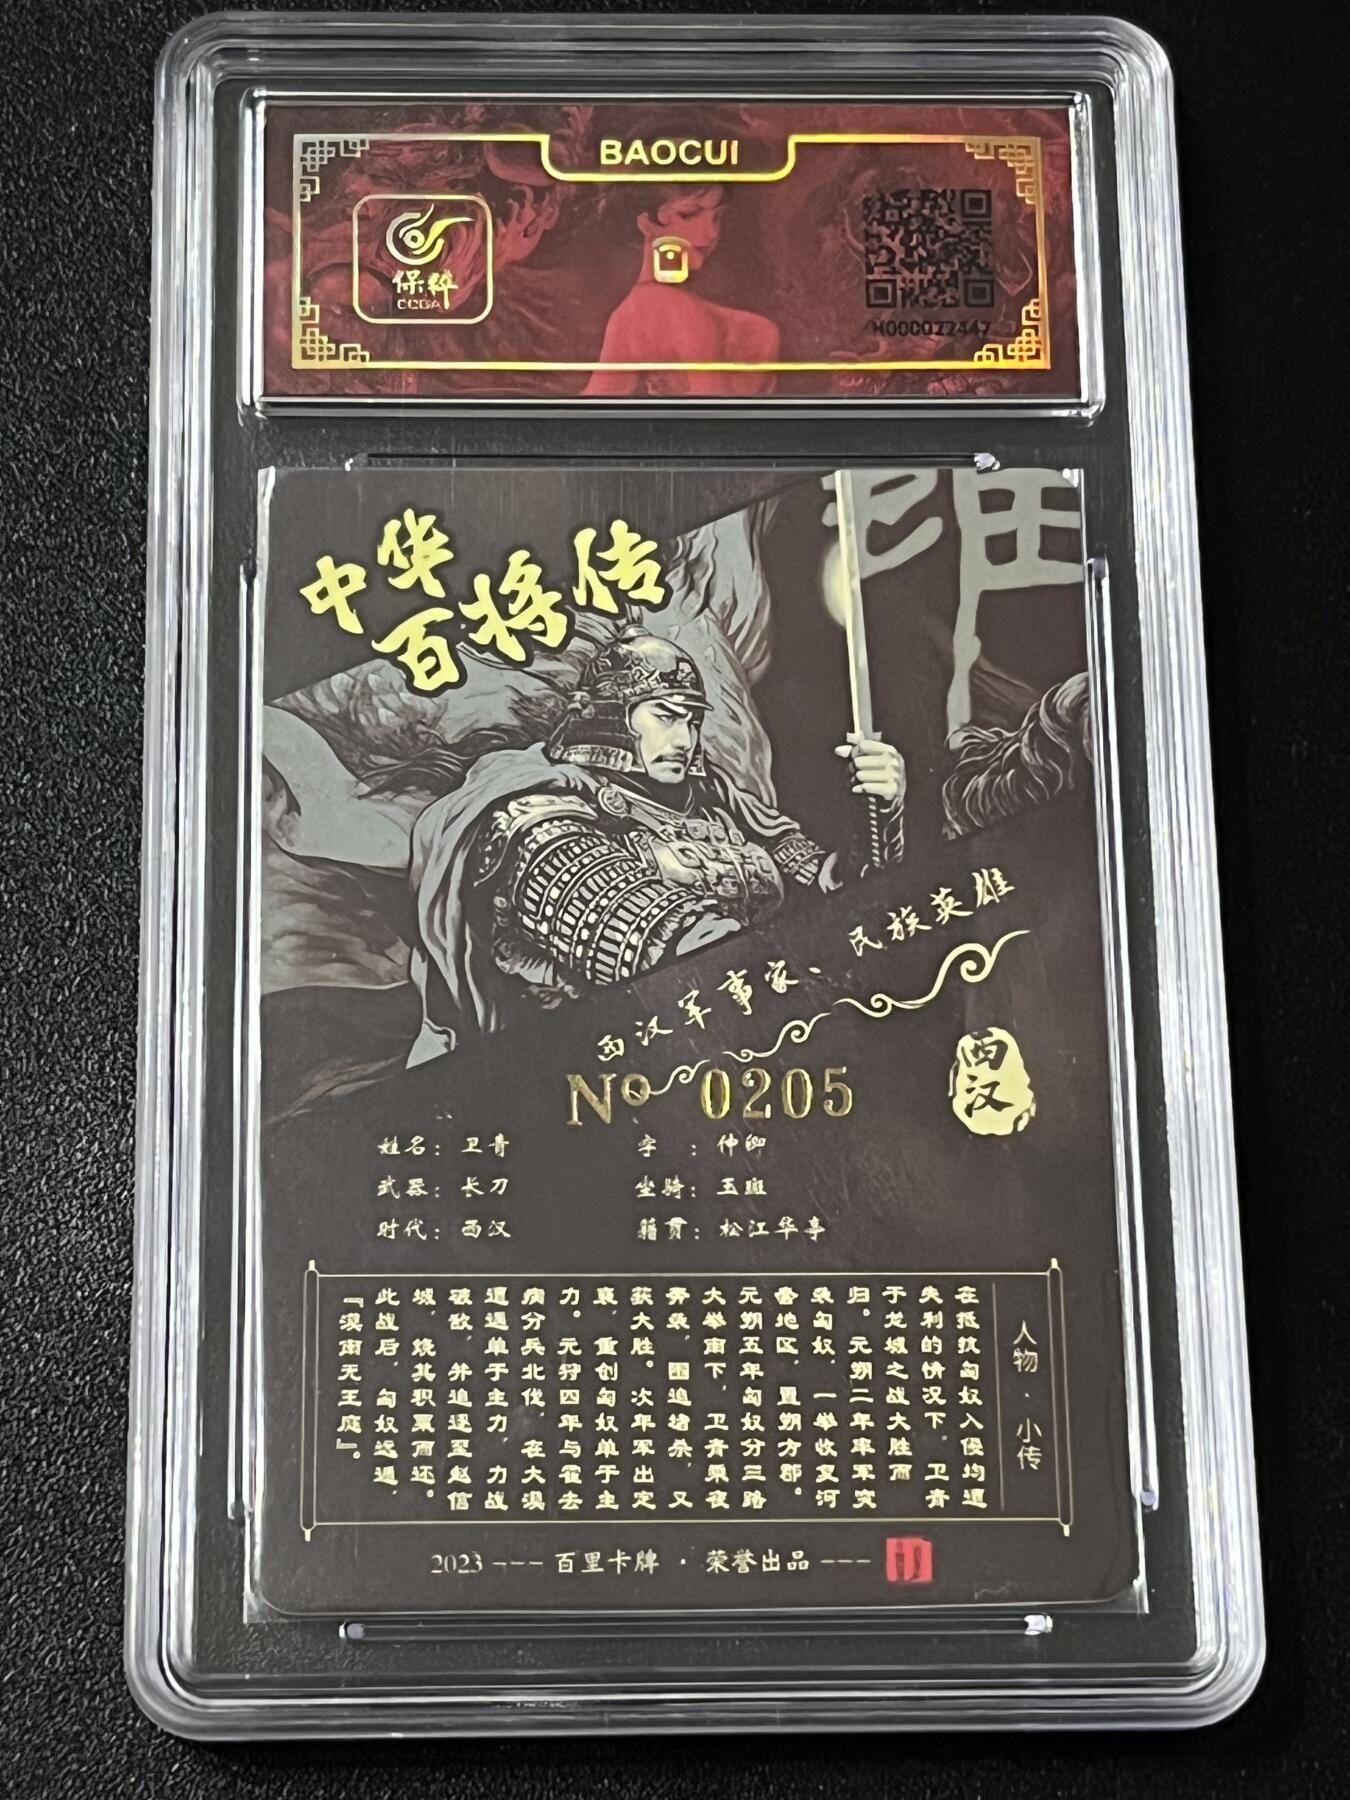 BAOCUI
保粹
CCGA
H000022447
中华
百将传
西汉军事家、民族英雄
西汉
Nº 0205
姓名：卫青
字：仲卿
武器：长刀
坐骑：玉斑
时代：西汉
籍贯：松江华亭
人物·小传
在抵抗匈奴入侵均遭
失利的情况下，卫青
于龙城之战大胜而
归。元朔二年率军突
袭匈奴，一举收复河
套地区，置朔方郡。
元朔五年匈奴分三路
大举南下，卫青乘夜
奔袭，围追堵杀，又
获大胜。次年军出定
襄，重创匈奴单于主
力。元狩四年与霍去
病分兵北伐，在大漠
遭遇单于主力，力战
破敌，并追逐至赵信
城，烧其积粟而还。
此战后，匈奴远遁，
『漠南无王庭』。
2023 --- 百里卡牌 · 荣誉出品 ---